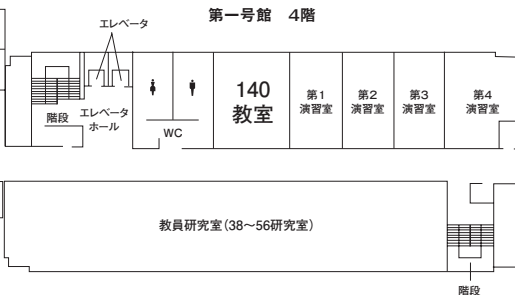 第一号館 4階
エレベータ
階段
エレベータ
ホール
WC
140
教室
第1
演習室
第2
演習室
第3
演習室
第4
演習室
教員研究室(38〜56研究室)
階段